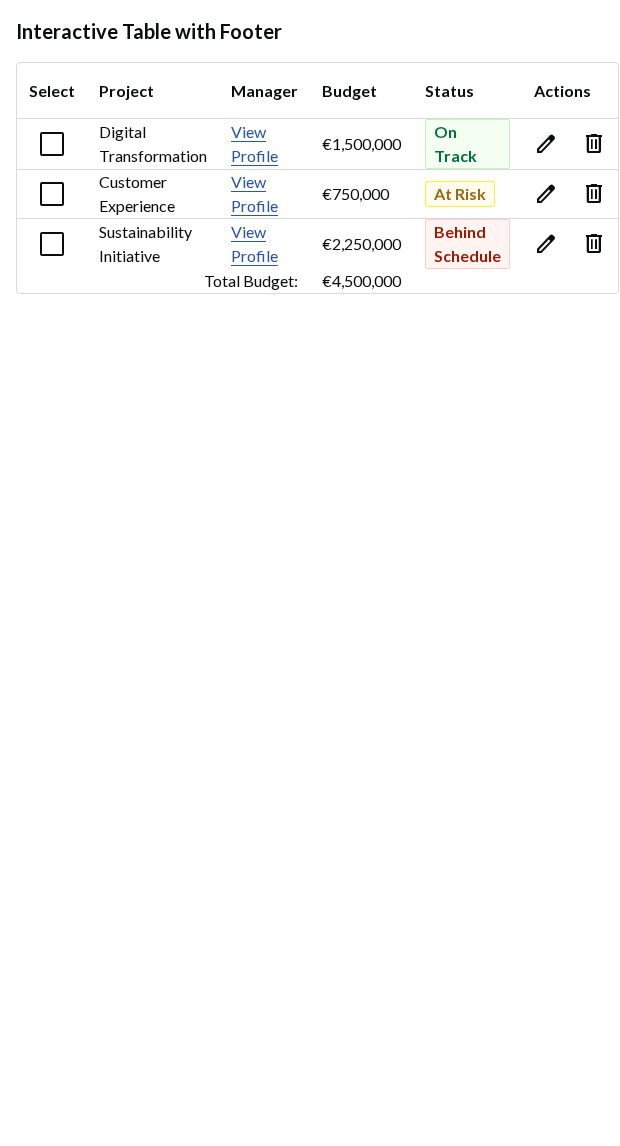 Interactive Table with Footer
Select Project Manager Budget Status Actions
Digital Transformation View Profile €1,500,000 On Track
Customer Experience View Profile €750,000 At Risk
Sustainability Initiative View Profile €2,250,000 Behind Schedule
Total Budget: €4,500,000